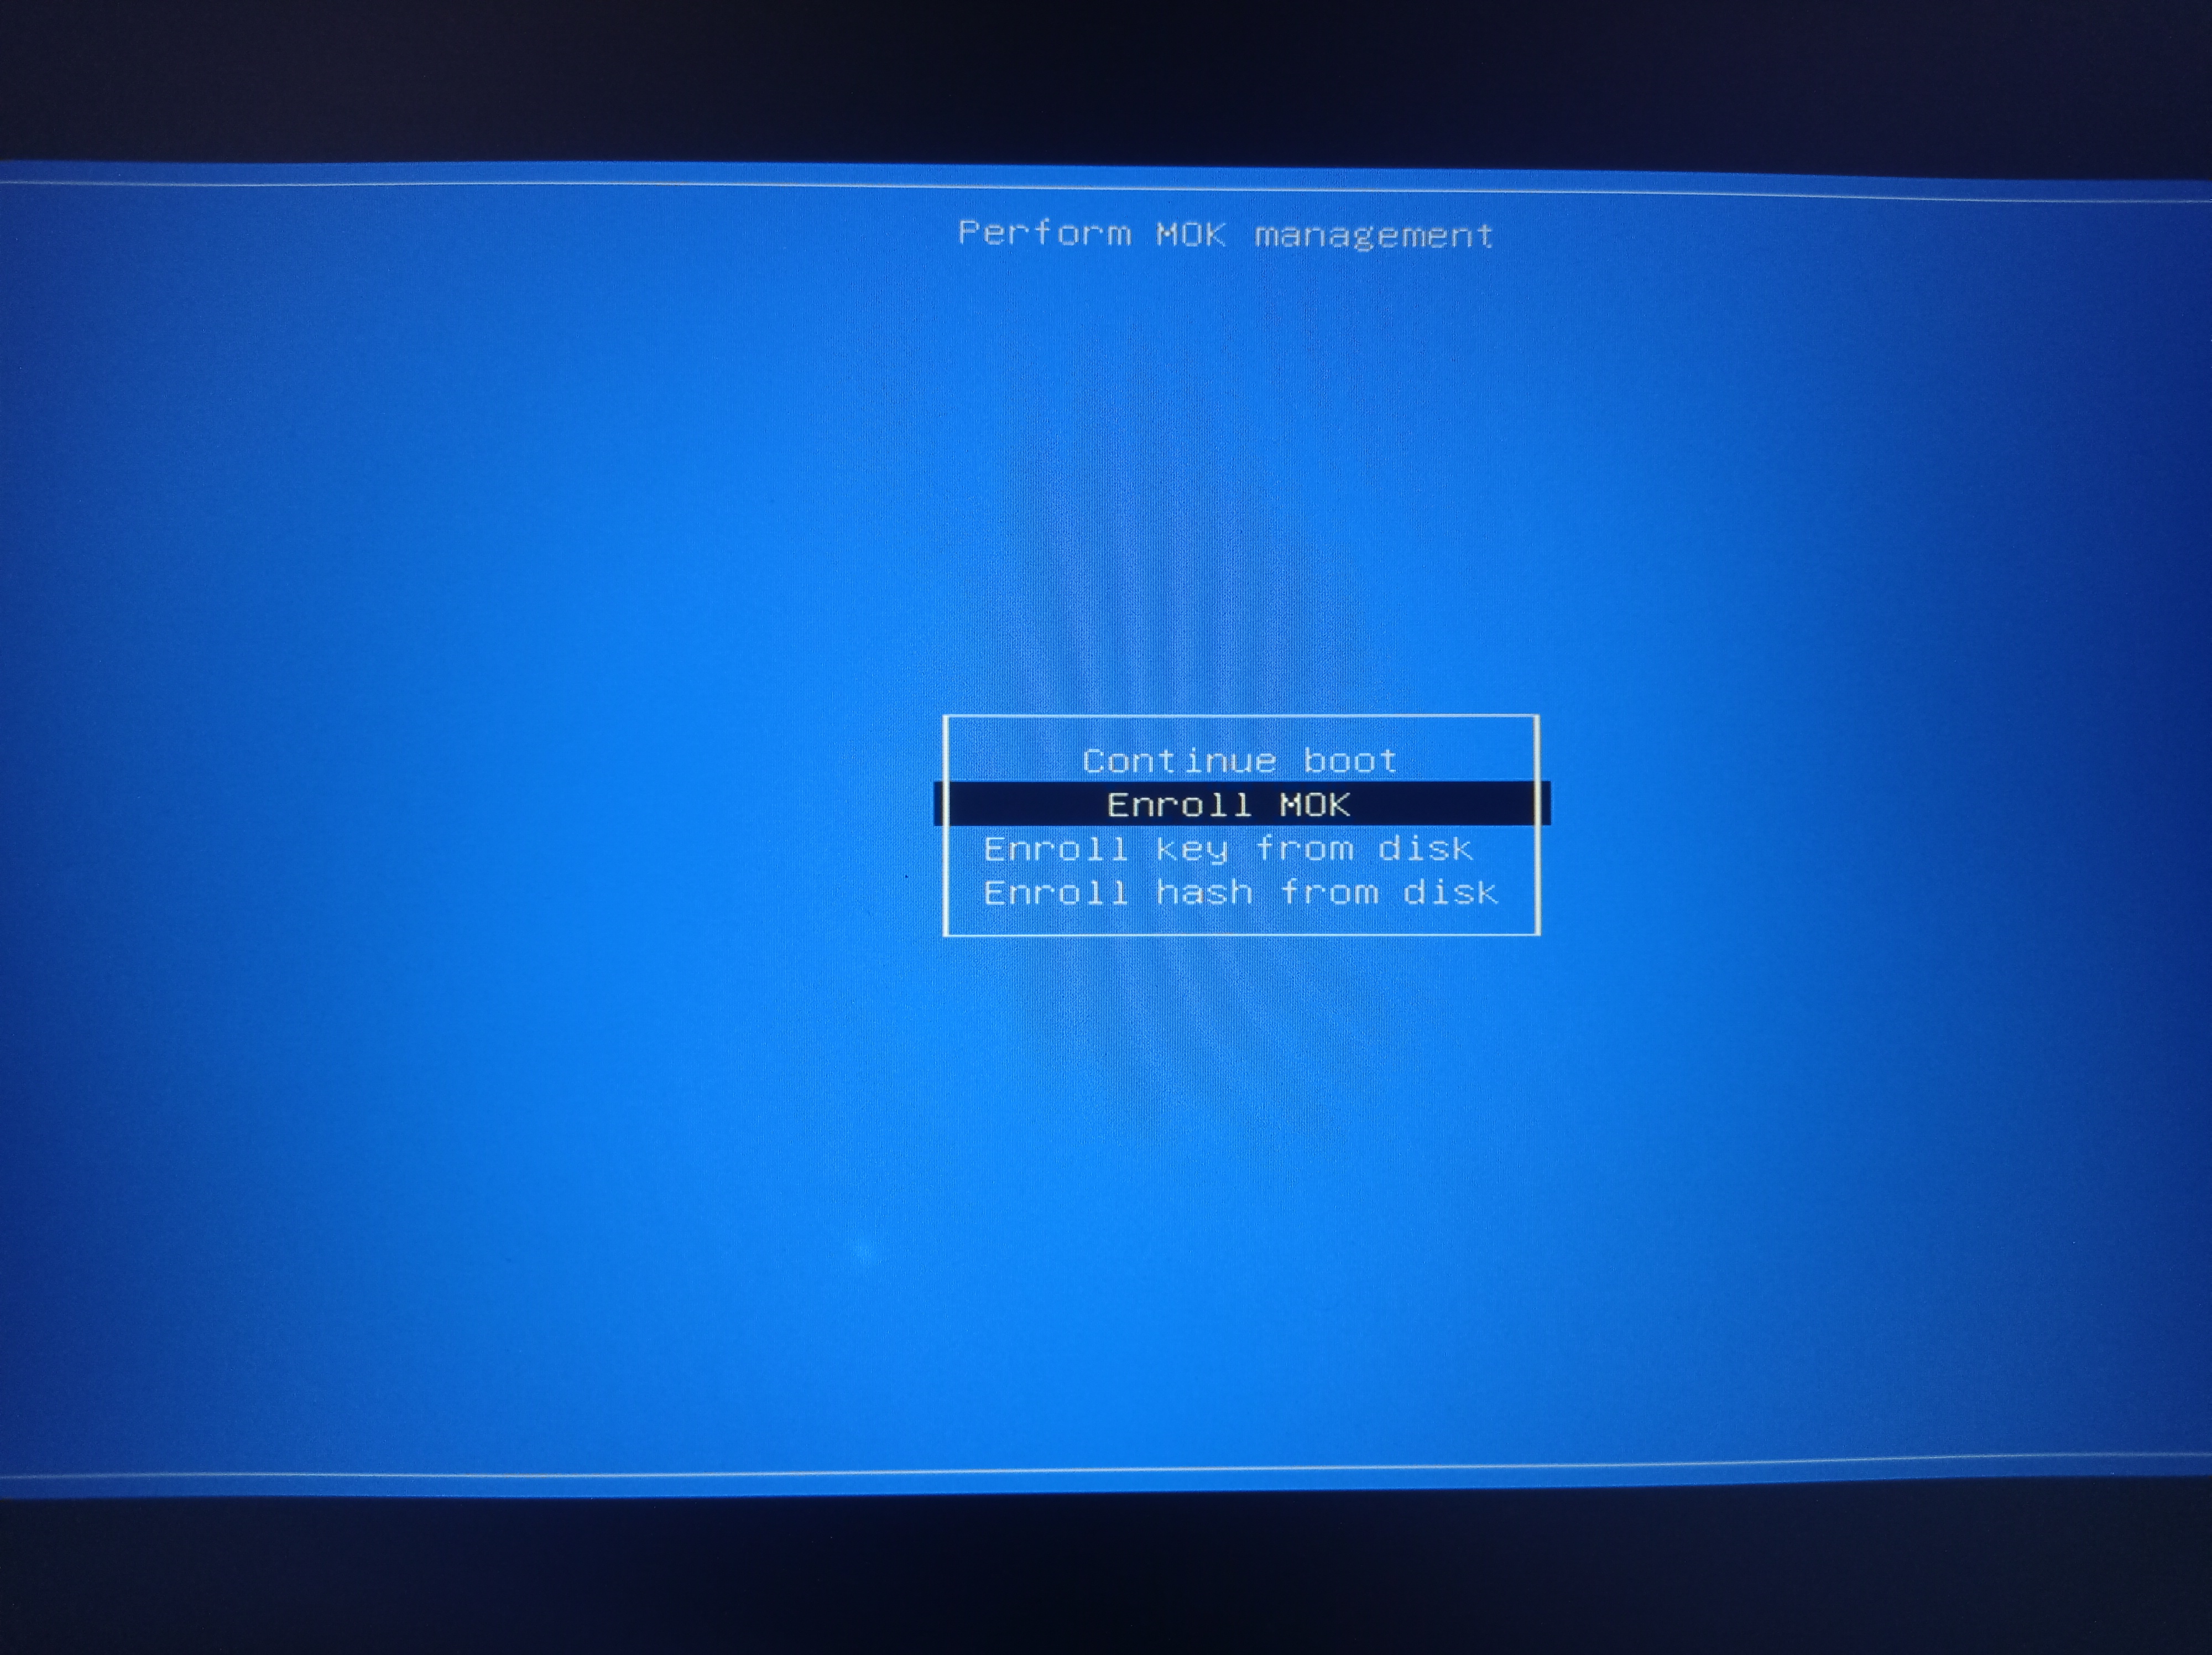 Perform MOK management
Continue boot
Enroll MOK
Enroll key from disk
Enroll hash from disk